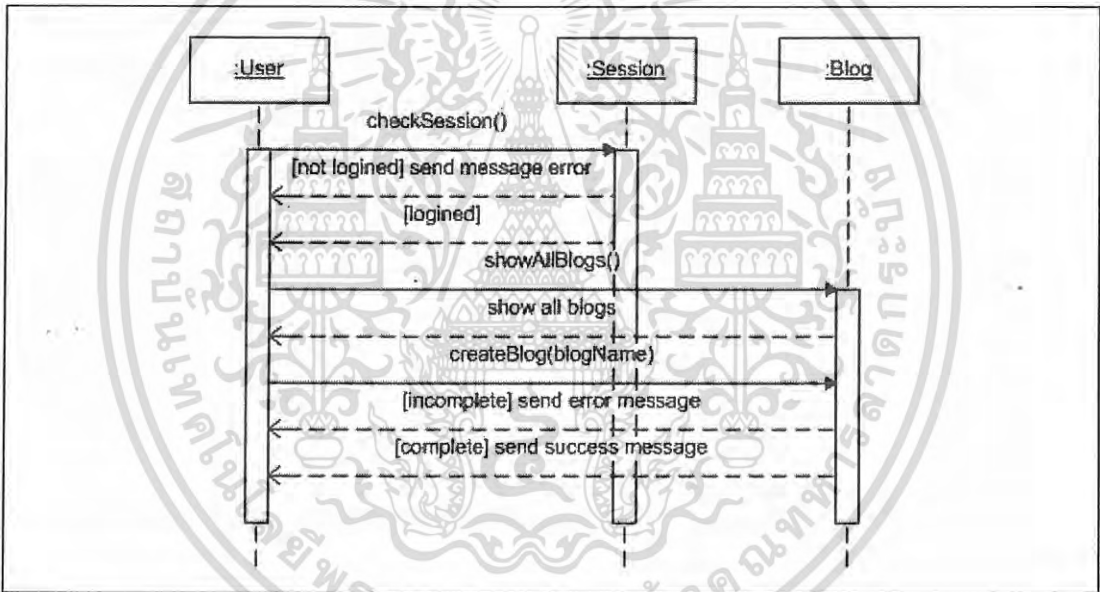 :User
:Session
:Blog
checkSession()
[not logined] send message error
[logined]
showAllBlogs()
show all blogs
createBlog(blogName)
[incomplete] send error message
[complete] send success message